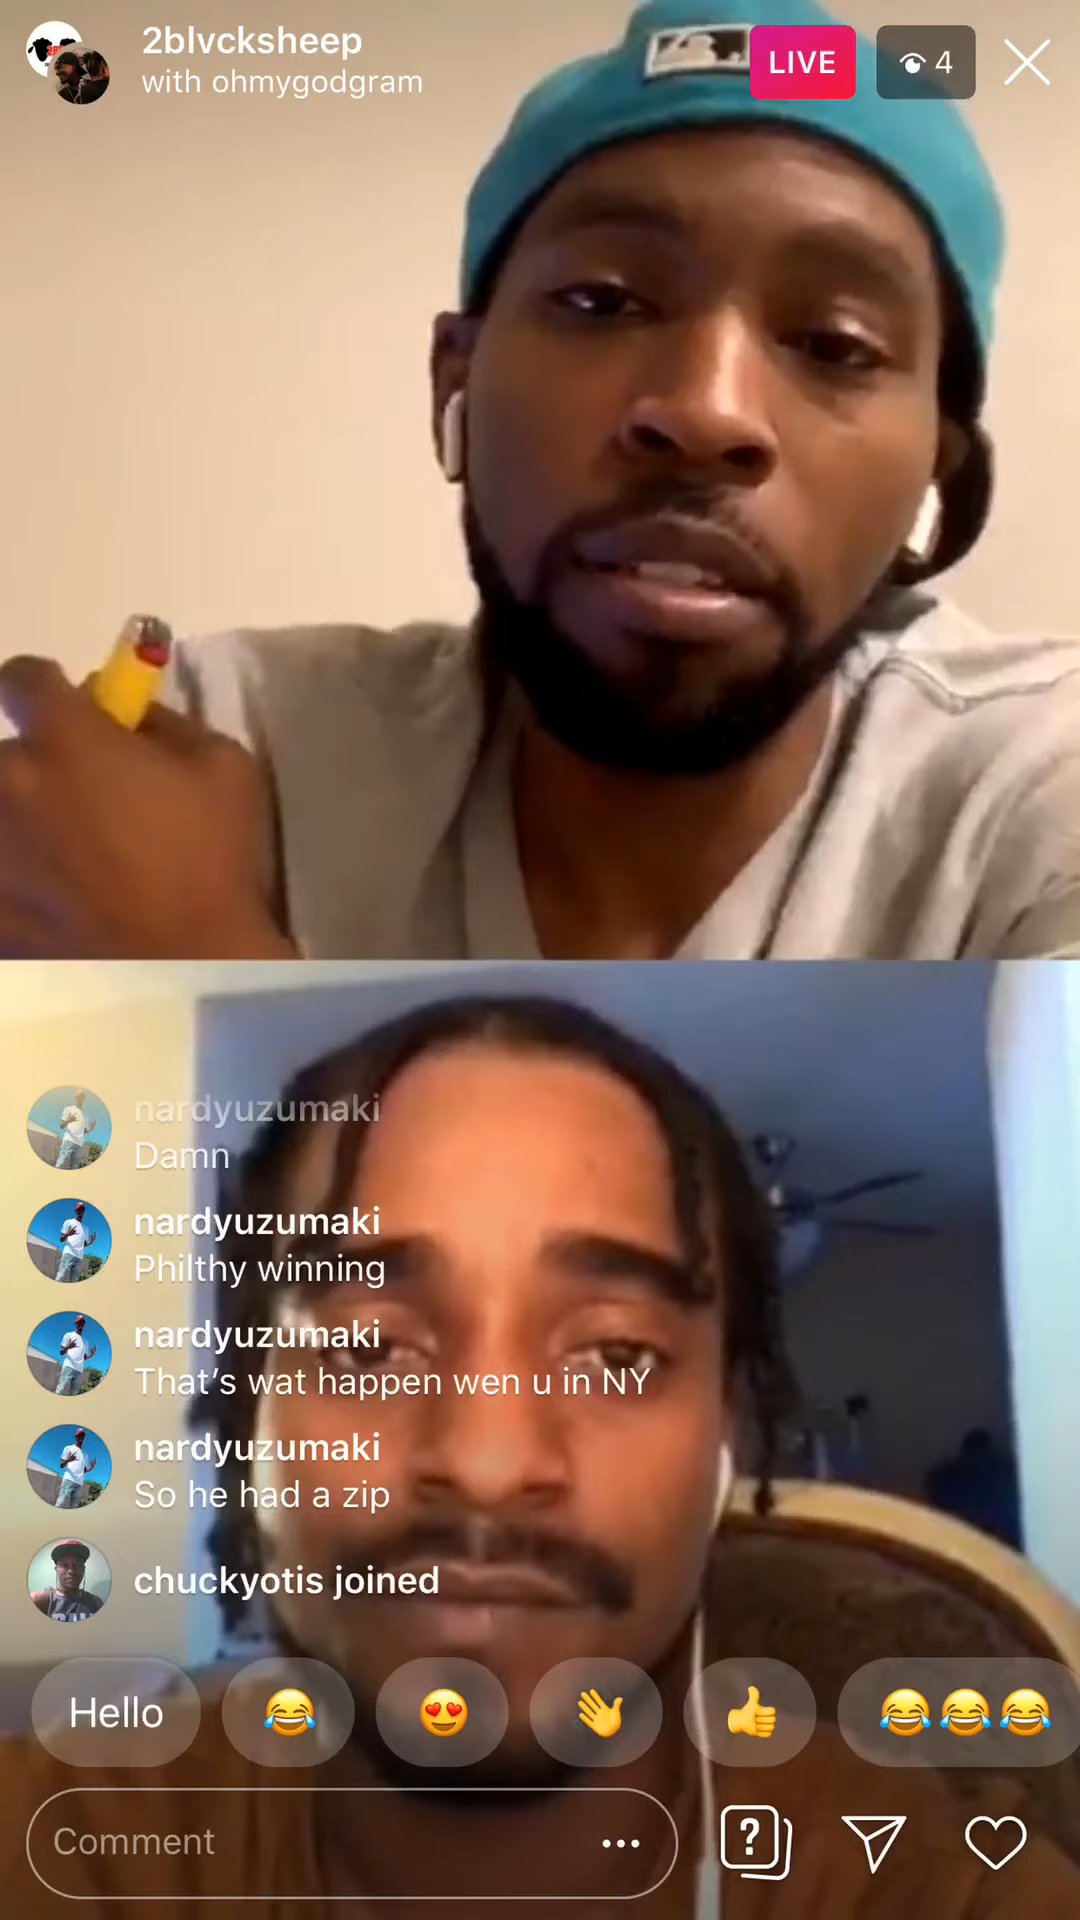 2blvcksheep
with ohmygodgram
LIVE
4
nardyuzumaki
Damn
nardyuzumaki
Philthy winning
nardyuzumaki
That’s wat happen wen u in NY
nardyuzumaki
So he had a zip
chuckyotis joined
Hello
Comment